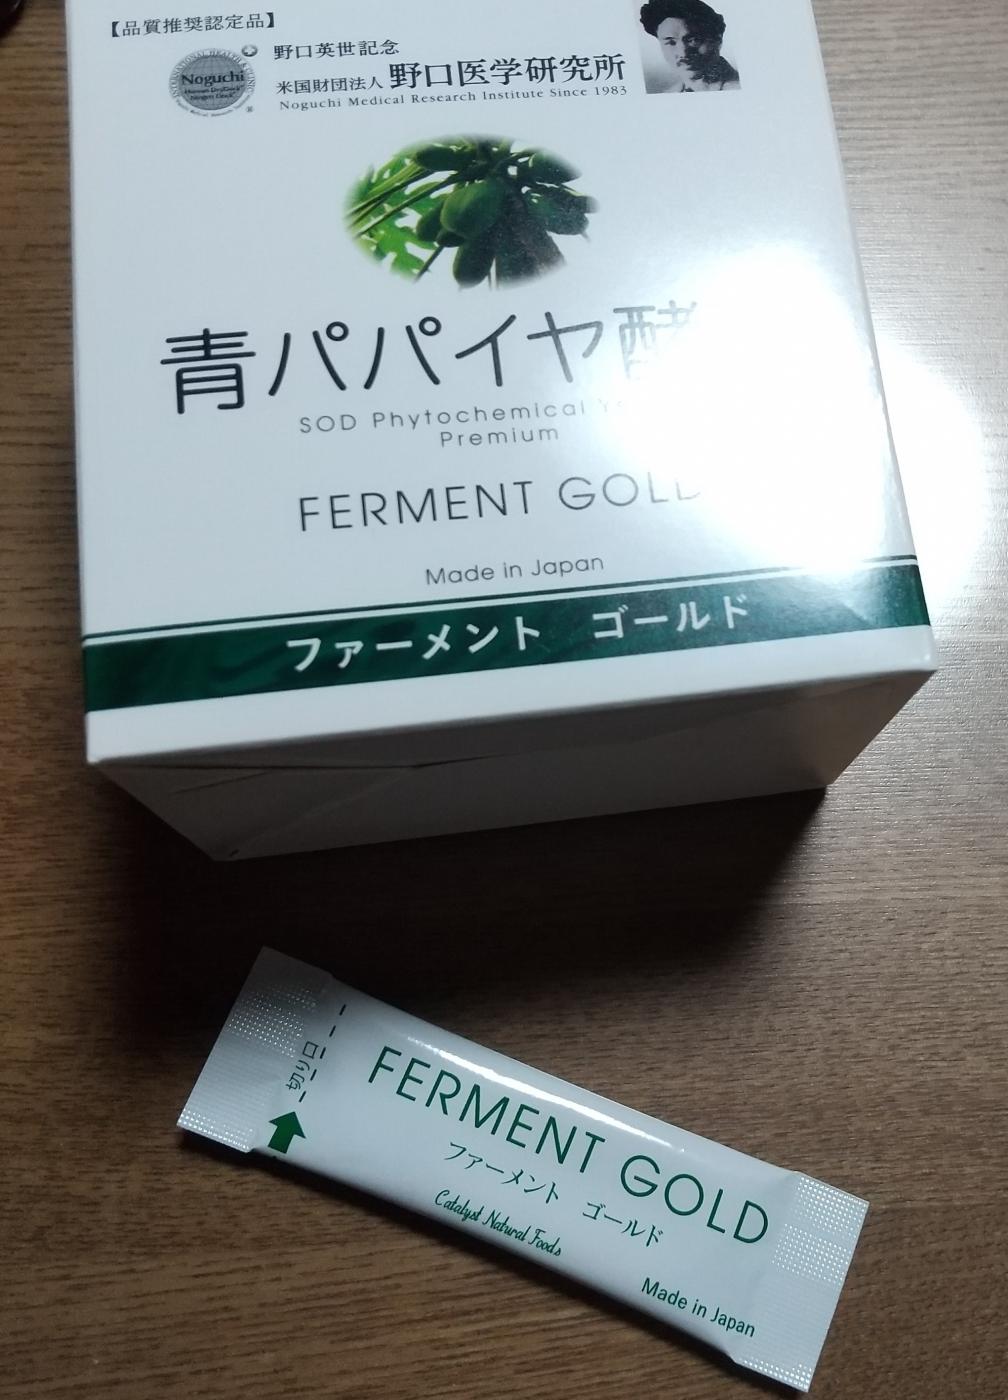 【品質推奨認定品】
野口英世記念
米国財団法人 野口医学研究所
Noguchi Medical Research Institute Since 1983
Noguchi
青パパイヤ
SOD Phytochemical
Premium
FERMENT GOLD
Made in Japan
ファーメント ゴールド
切り口
FERMENT GOLD
ファーメント ゴールド
Catalyst Natural Foods
Made in Japan